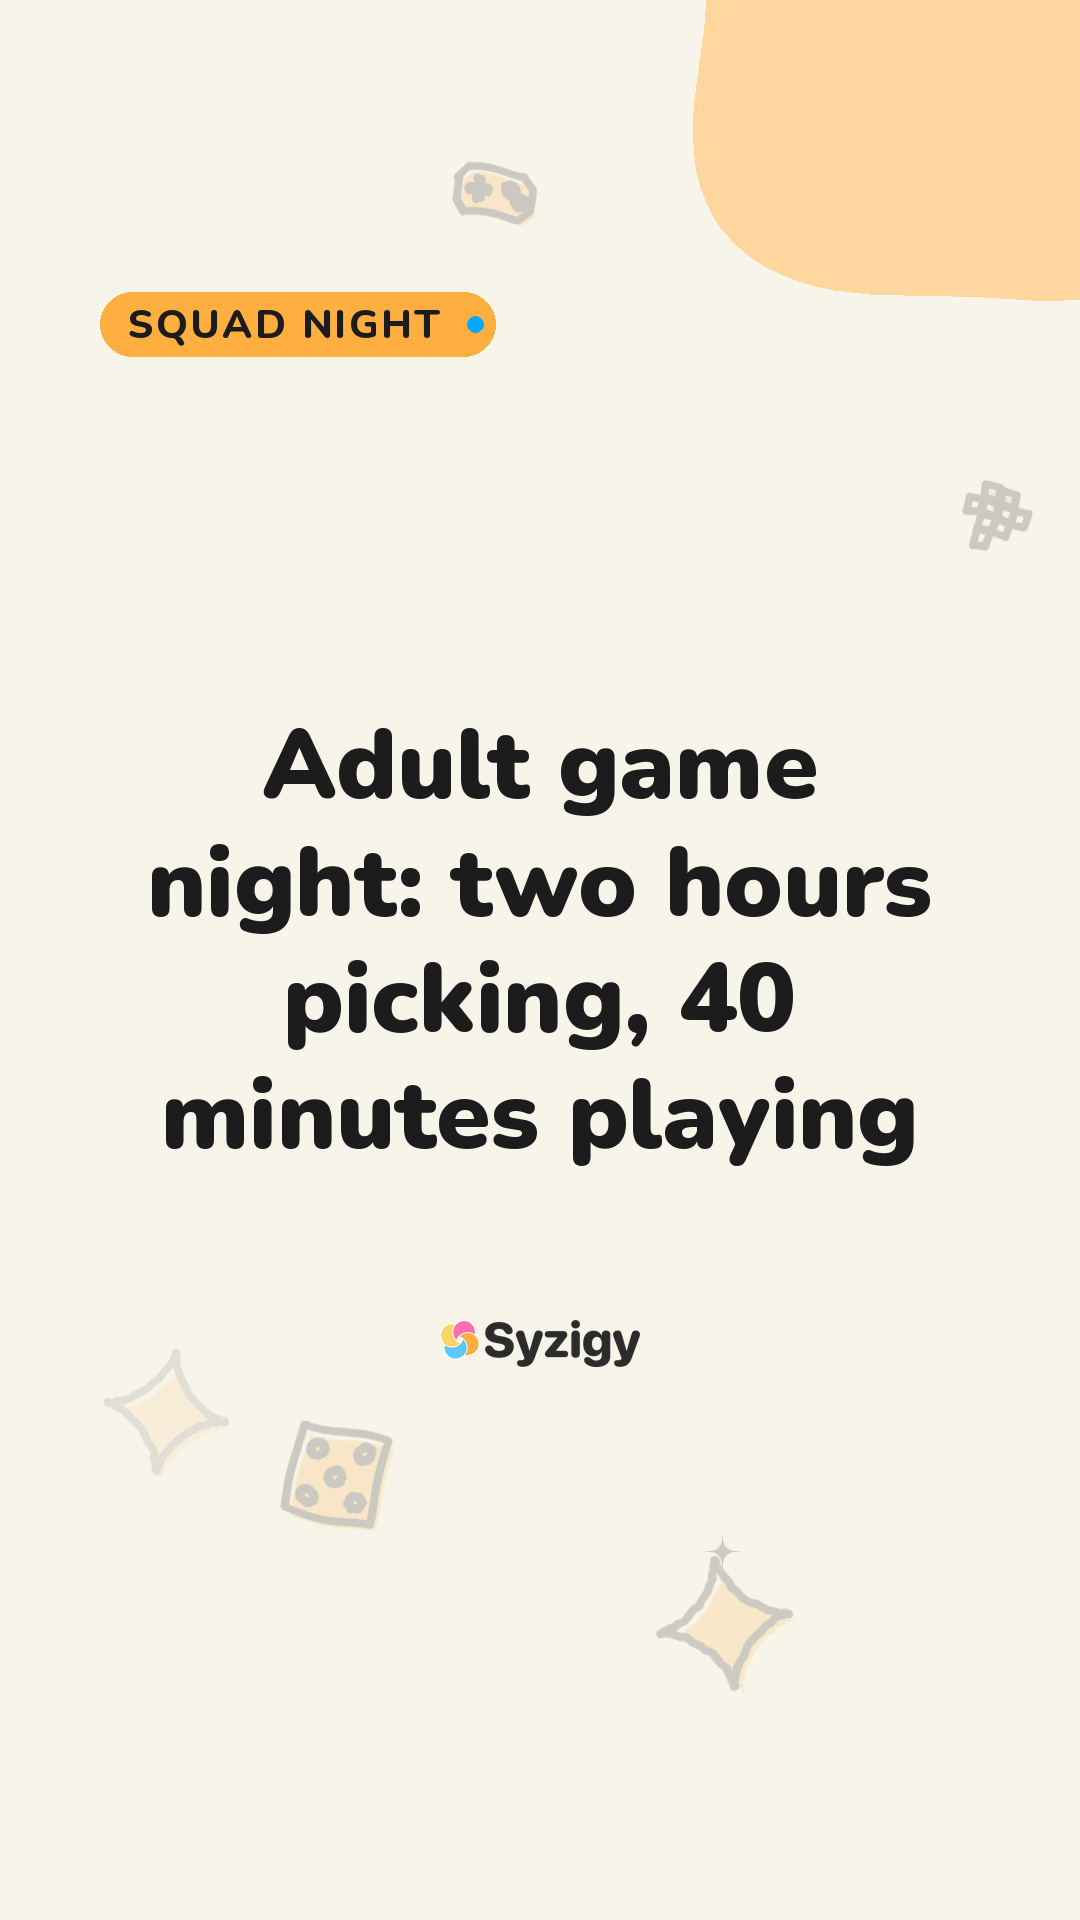 SQUAD NIGHT
Adult game
night: two hours
picking, 40
minutes playing
Syzigy